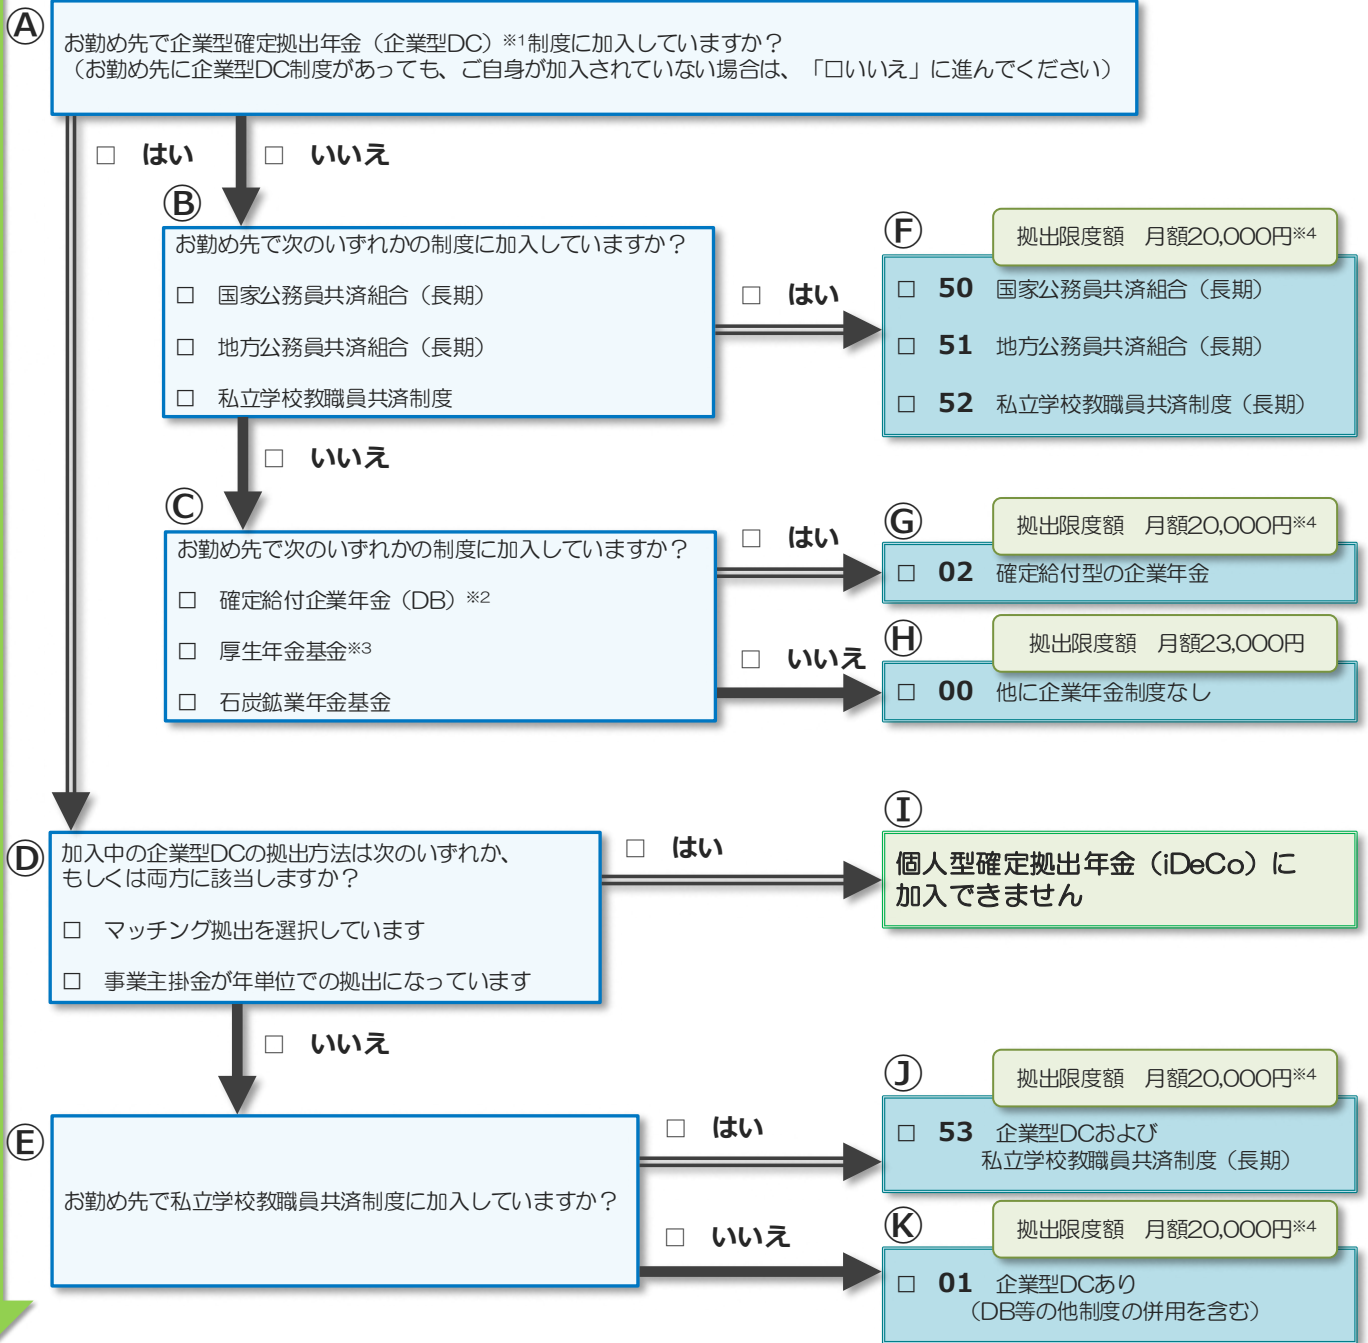 Ⓐ
お勤め先で企業型確定拠出年金（企業型DC）※1制度に加入していますか？
（お勤め先に企業型DC制度があっても、ご自身が加入されていない場合は、「□いいえ」に進んでください）
□ はい
□ いいえ
Ⓑ
お勤め先で次のいずれかの制度に加入していますか？
□ 国家公務員共済組合（長期）
□ 地方公務員共済組合（長期）
□ 私立学校教職員共済制度
□ はい
Ⓕ
拠出限度額 月額20,000円※4
□ 50 国家公務員共済組合（長期）
□ 51 地方公務員共済組合（長期）
□ 52 私立学校教職員共済制度（長期）
□ いいえ
Ⓒ
お勤め先で次のいずれかの制度に加入していますか？
□ 確定給付企業年金（DB）※2
□ 厚生年金基金※3
□ 石炭鉱業年金基金
□ はい
Ⓖ
拠出限度額 月額20,000円※4
□ 02 確定給付型の企業年金
□ いいえ
Ⓗ
拠出限度額 月額23,000円
□ 00 他に企業年金制度なし
Ⓓ
加入中の企業型DCの拠出方法は次のいずれか、
もしくは両方に該当しますか？
□ マッチング拠出を選択しています
□ 事業主掛金が年単位での拠出になっています
□ はい
Ⓘ
個人型確定拠出年金（iDeCo）に
加入できません
□ いいえ
Ⓔ
お勤め先で私立学校教職員共済制度に加入していますか？
□ はい
Ⓙ
拠出限度額 月額20,000円※4
□ 53 企業型DCおよび
私立学校教職員共済制度（長期）
□ いいえ
Ⓚ
拠出限度額 月額20,000円※4
□ 01 企業型DCあり
（DB等の他制度の併用を含む）